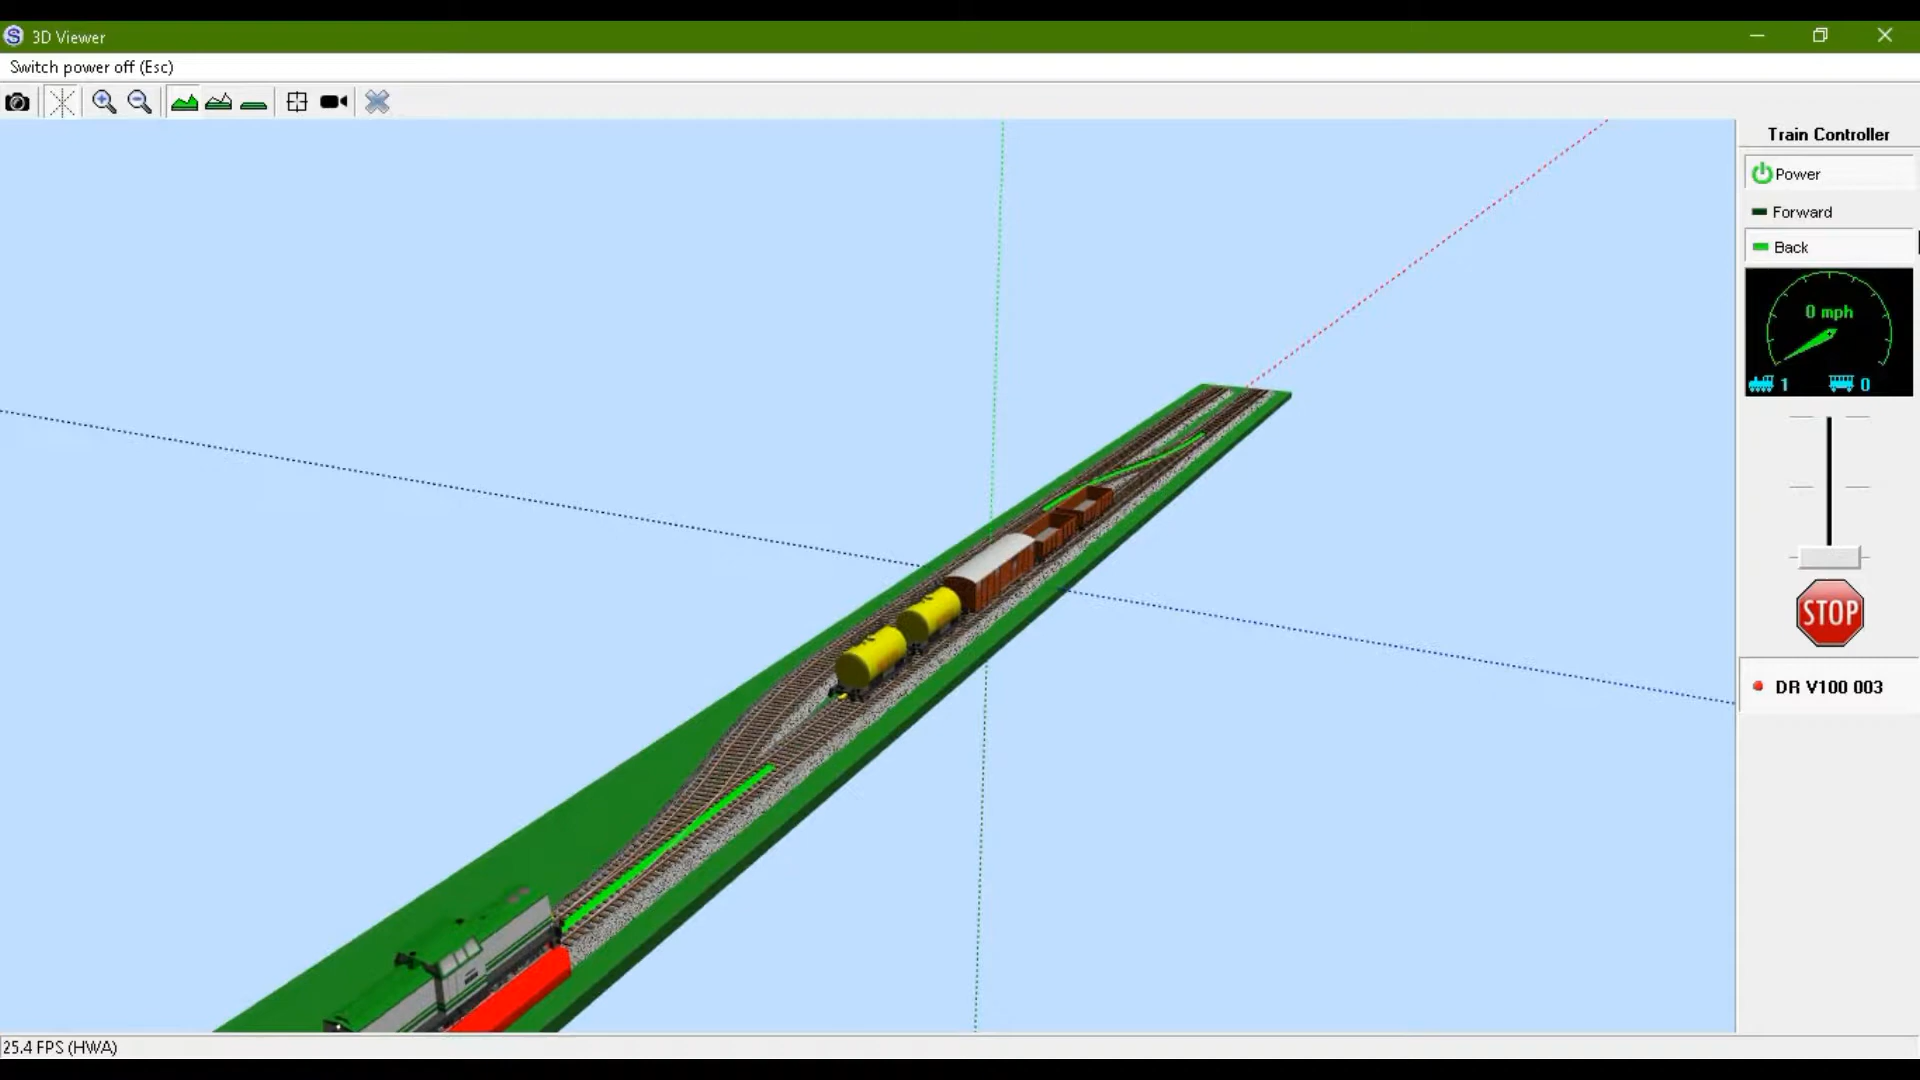 3D Viewer
Switch power off (Esc)
Train Controller
Power
Forward
Back
0 mph
1 0
STOP
DR V100 003
25.4 FPS (HWA)